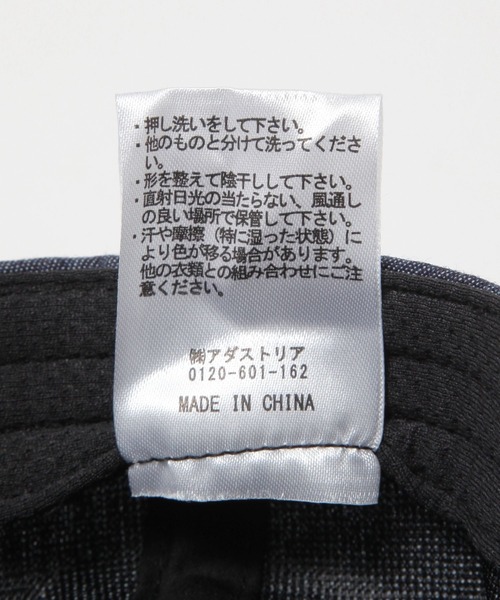 ・押し洗いをして下さい。
・他のものと分けて洗ってくださ
い。
・形を整えて陰干しして下さい。
・直射日光の当たらない、風通し
の良い場所で保管して下さい。
・汗や摩擦（特に湿った状態）に
より色が移る場合があります。
他の衣類との組み合わせにご注
意ください。
㈱アダストリア
0120-601-162
MADE IN CHINA